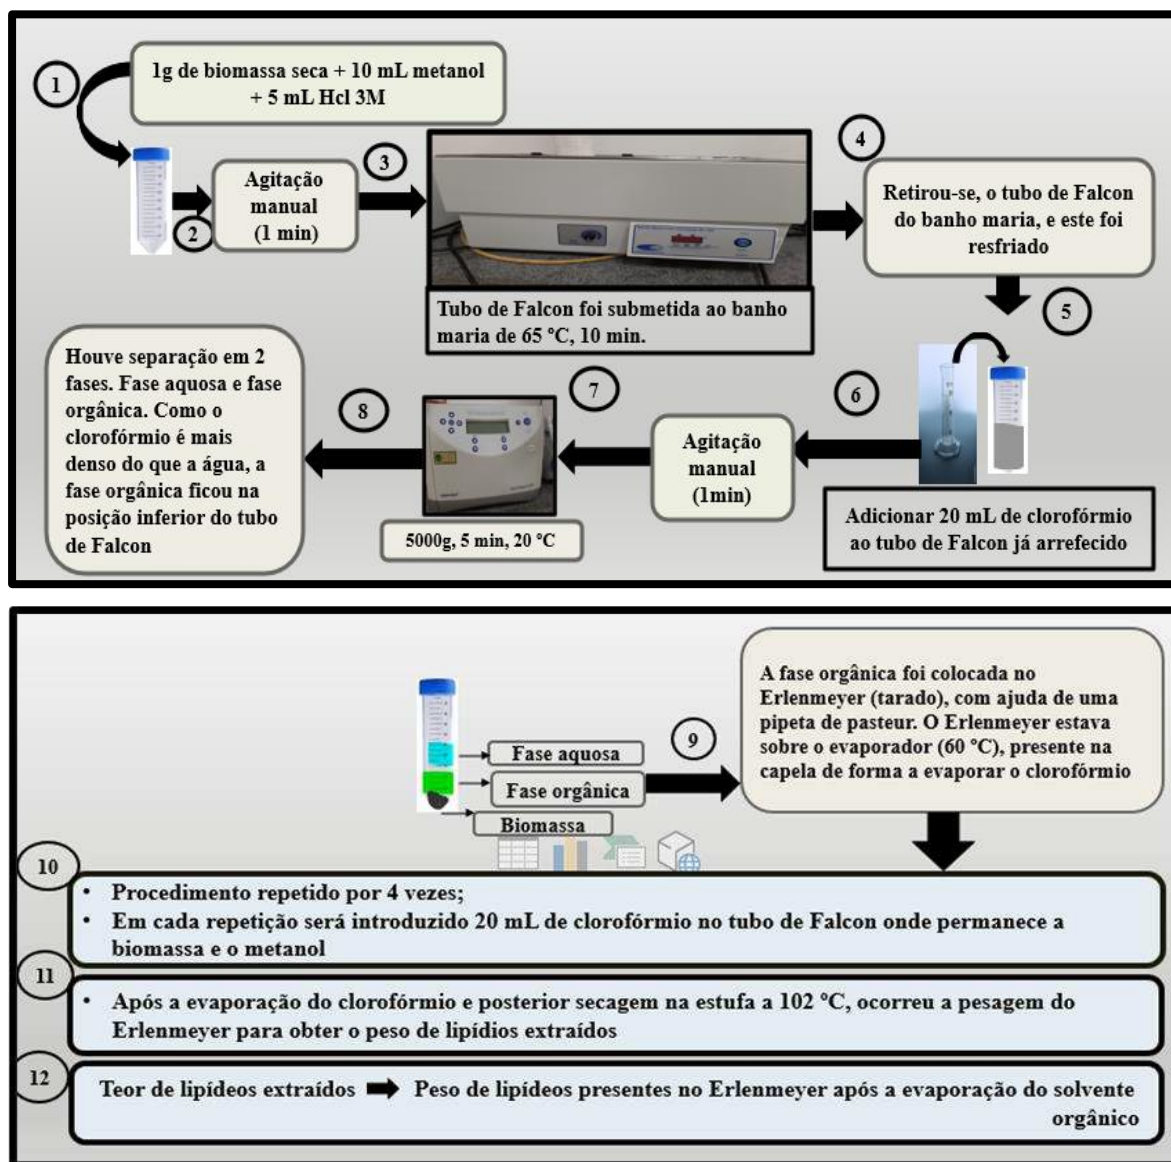 1
1g de biomassa seca + 10 mL metanol
+ 5 mL Hcl 3M
2
Agitação
manual
(1 min)
3
Tubo de Falcon foi submetida ao banho
maria de 65 °C, 10 min.
4
Retirou-se, o tubo de Falcon
do banho maria, e este foi
resfriado
5
Adicionar 20 mL de clorofórmio
ao tubo de Falcon já arrefecido
6
Agitação
manual
(1min)
7
5000g, 5 min, 20 °C
8
Houve separação em 2
fases. Fase aquosa e fase
orgânica. Como o
clorofórmio é mais
denso do que a água, a
fase orgânica ficou na
posição inferior do tubo
de Falcon
Fase aquosa
Fase orgânica
Biomassa
9
A fase orgânica foi colocada no
Erlenmeyer (tarado), com ajuda de uma
pipeta de pasteur. O Erlenmeyer estava
sobre o evaporador (60 °C), presente na
capela de forma a evaporar o clorofórmio
10
• Procedimento repetido por 4 vezes;
• Em cada repetição será introduzido 20 mL de clorofórmio no tubo de Falcon onde permanece a
biomassa e o metanol
11
• Após a evaporação do clorofórmio e posterior secagem na estufa a 102 °C, ocorreu a pesagem do
Erlenmeyer para obter o peso de lipídios extraídos
12
Teor de lipídeos extraídos ➡ Peso de lipídeos presentes no Erlenmeyer após a evaporação do solvente
orgânico